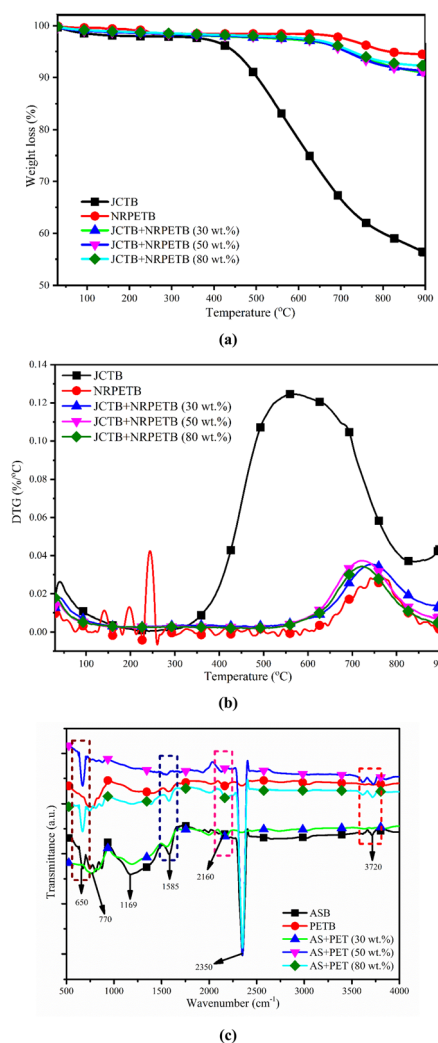 100
90
80
70
60
50
Weight loss (%)
JCTB
NRPETB
JCTB+NRPETB (30 wt.%)
JCTB+NRPETB (50 wt.%)
JCTB+NRPETB (80 wt.%)
100 200 300 400 500 600 700 800 900
Temperature (°C)
(a)
0.14
0.12
0.10
0.08
0.06
0.04
0.02
0.00
DTG (%/°C)
JCTB
NRPETB
JCTB+NRPETB (30 wt.%)
JCTB+NRPETB (50 wt.%)
JCTB+NRPETB (80 wt.%)
100 200 300 400 500 600 700 800 900
Temperature (°C)
(b)
Transmittance (a.u.)
650
770
1169
1585
2160
2350
3720
ASB
PETB
AS+PET (30 wt.%)
AS+PET (50 wt.%)
AS+PET (80 wt.%)
500 1000 1500 2000 2500 3000 3500 4000
Wavenumber (cm⁻¹)
(c)